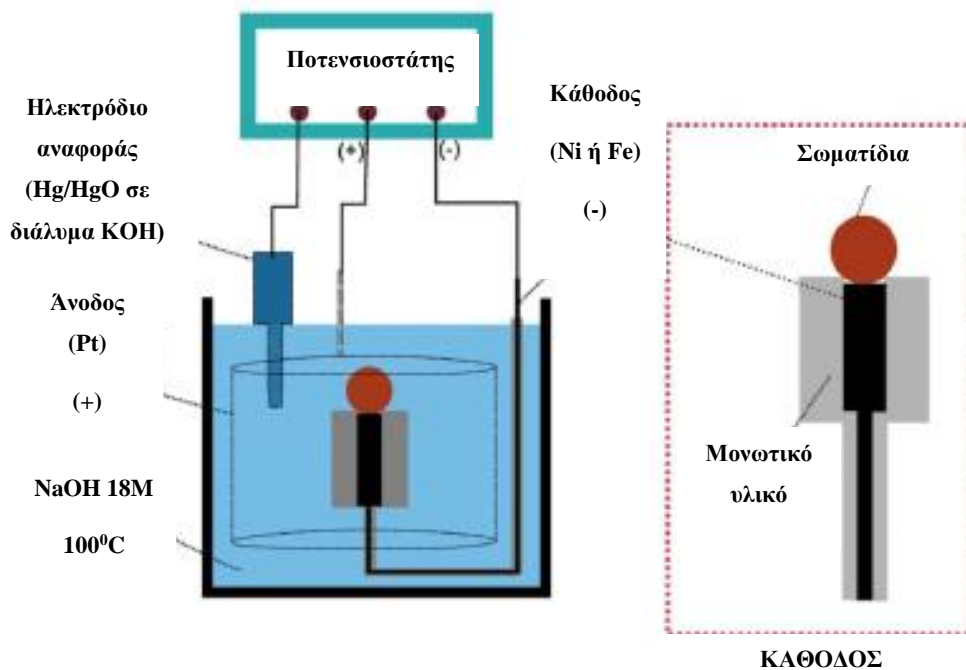 Ποτενσιοστάτης
(+)
(-)
Ηλεκτρόδιο
αναφοράς
(Hg/HgO σε
διάλυμα KOH)
Άνοδος
(Pt)
(+)
NaOH 18M
100⁰C
Κάθοδος
(Ni ή Fe)
(-)
Σωματίδια
Μονωτικό
υλικό
ΚΑΘΟΔΟΣ